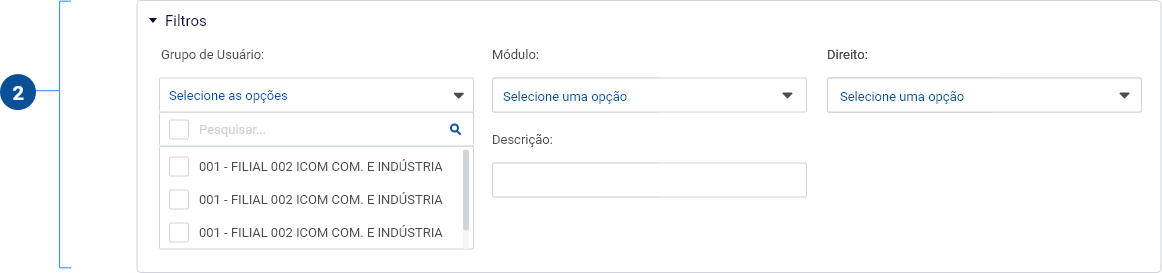 2
Filtros
Grupo de Usuário:
Módulo:
Direito:
Selecione as opções
Selecione uma opção
Selecione uma opção
Pesquisar...
Descrição:
001 - FILIAL 002 ICOM COM. E INDÚSTRIA
001 - FILIAL 002 ICOM COM. E INDÚSTRIA
001 - FILIAL 002 ICOM COM. E INDÚSTRIA